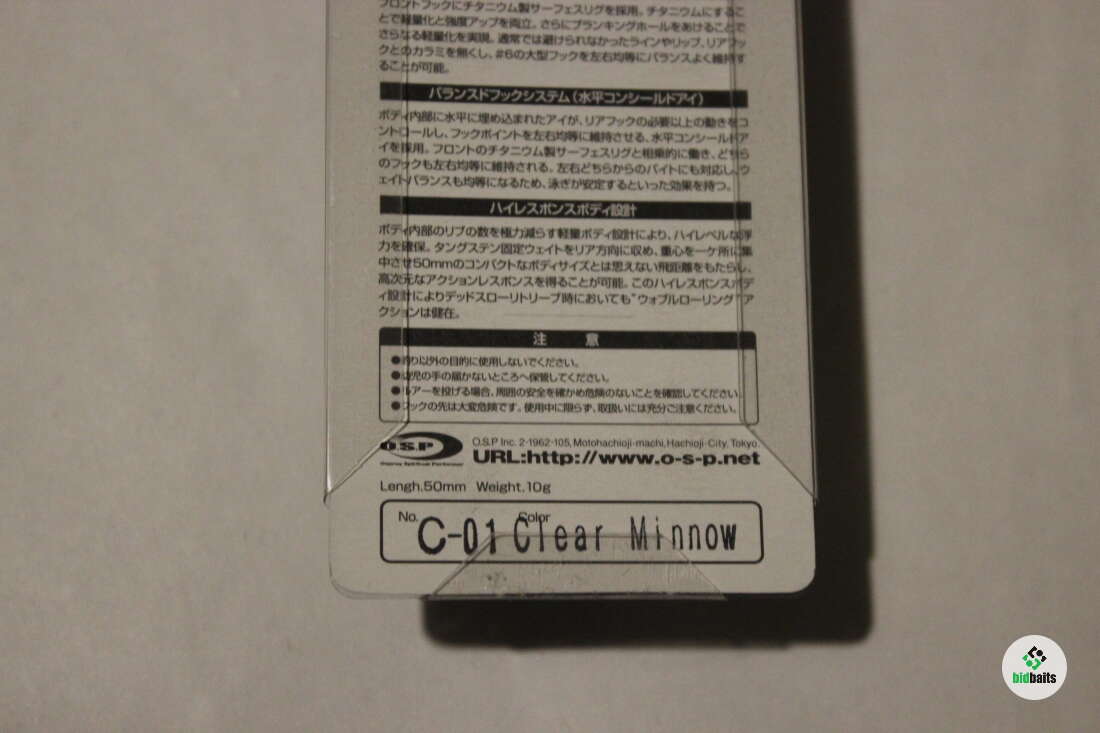 フロントフックにチタニウム製サーフェスリグを採用。チタニウムにするこ
とで軽量化と強度アップを両立。さらにブランキングホールをあけることで
さらなる軽量化を実現。通常では避けられなかったラインやリップ、リアフッ
クとのカラミを無くし、#6の大型フックを左右均等にバランスよく維持す
ることが可能。
バランスドフックシステム(水平コンシールドアイ)
ボディ内部に水平に埋め込まれたアイが、リアフックの必要以上の動きをコ
ントロールし、フックポイントを左右均等に維持させる、水平コンシールドア
イを採用。フロントのチタニウム製サーフェスリグと相乗的に働き、どちら
のフックも左右均等に維持される。左右どちらからのバイトにも対応し、ウ
ェイトバランスも均等になるため、泳ぎが安定するといった効果を持つ。
ハイレスポンスボディ設計
ボディ内部のリブの数を極力減らす軽量ボディ設計により、ハイレベルな浮
力を確保。タングステン固定ウェイトをリア方向に収め、重心を一ケ所に集
中させ50mmのコンパクトなボディサイズとは思えない飛距離をもたらし、
高次元なアクションレスポンスを得ることが可能。このハイレスポンスボデ
ィ設計によりデッドスローリトリーブ時においても"ウォブルローリング"ア
クションは健在。
注 意
●釣り以外の目的に使用しないでください。
●幼児の手の届かないところへ保管してください。
●ルアーを投げる場合、周囲の安全を確かめ危険のないことを確認してください。
●フックの先は大変危険です。使用中に限らず、取扱いには充分ご注意ください。
O.S.P
O.S.P Inc. 2-1962-105, Motohachioji-machi, Hachioji-City, Tokyo.
URL:http://www.o-s-p.net
Lengh.50mm Weight.10g
No. Color
C-01 Clear Minnow
bidbaits